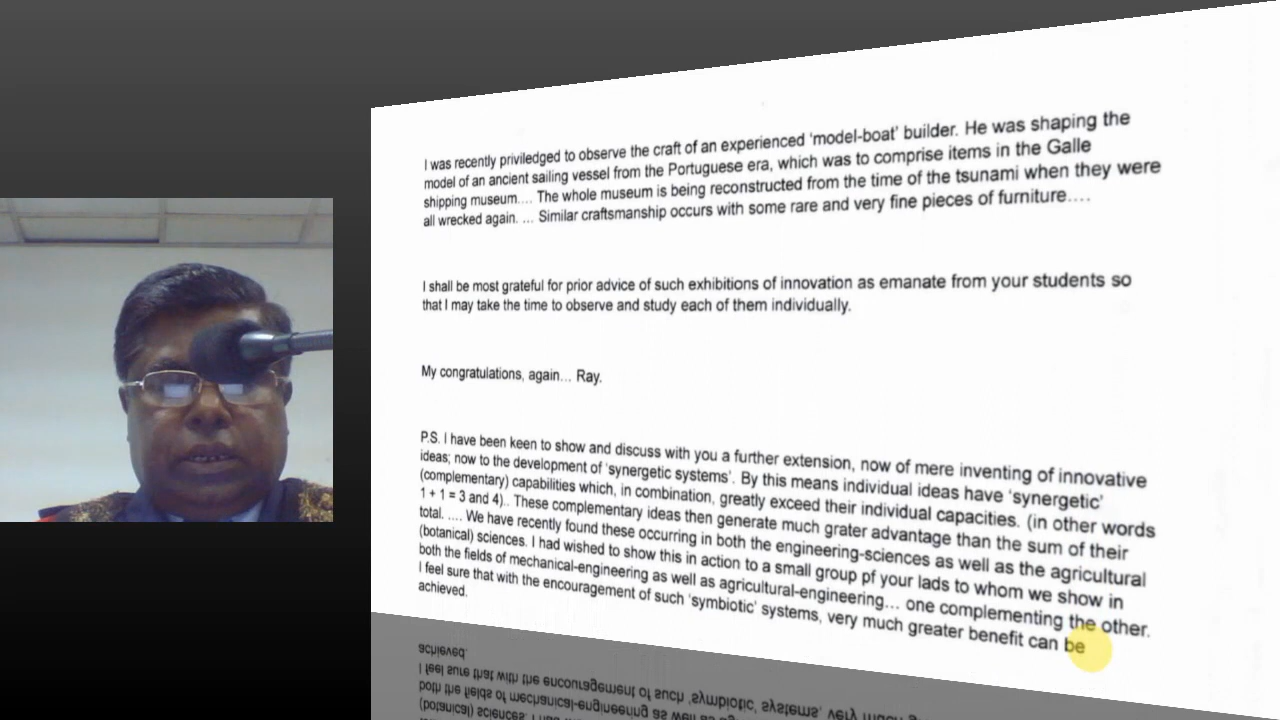 I was recently priviledged to observe the craft of an experienced 'model-boat' builder. He was shaping the
model of an ancient sailing vessel from the Portuguese era, which was to comprise items in the Galle
shipping museum.... The whole museum is being reconstructed from the time of the tsunami when they were
all wrecked again. ... Similar craftsmanship occurs with some rare and very fine pieces of furniture....
I shall be most grateful for prior advice of such exhibitions of innovation as emanate from your students so
that I may take the time to observe and study each of them individually.
My congratulations, again... Ray.
P.S. I have been keen to show and discuss with you a further extension, now of mere inventing of innovative
ideas; now to the development of 'synergetic systems'. By this means individual ideas have 'synergetic'
(complementary) capabilities which, in combination, greatly exceed their individual capacities. (in other words
1 + 1 = 3 and 4).. These complementary ideas then generate much grater advantage than the sum of their
total. .... We have recently found these occurring in both the engineering-sciences as well as the agricultural
(botanical) sciences. I had wished to show this in action to a small group pf your lads to whom we show in
both the fields of mechanical-engineering as well as agricultural-engineering... one complementing the other.
I feel sure that with the encouragement of such 'symbiotic' systems, very much greater benefit can be
achieved.